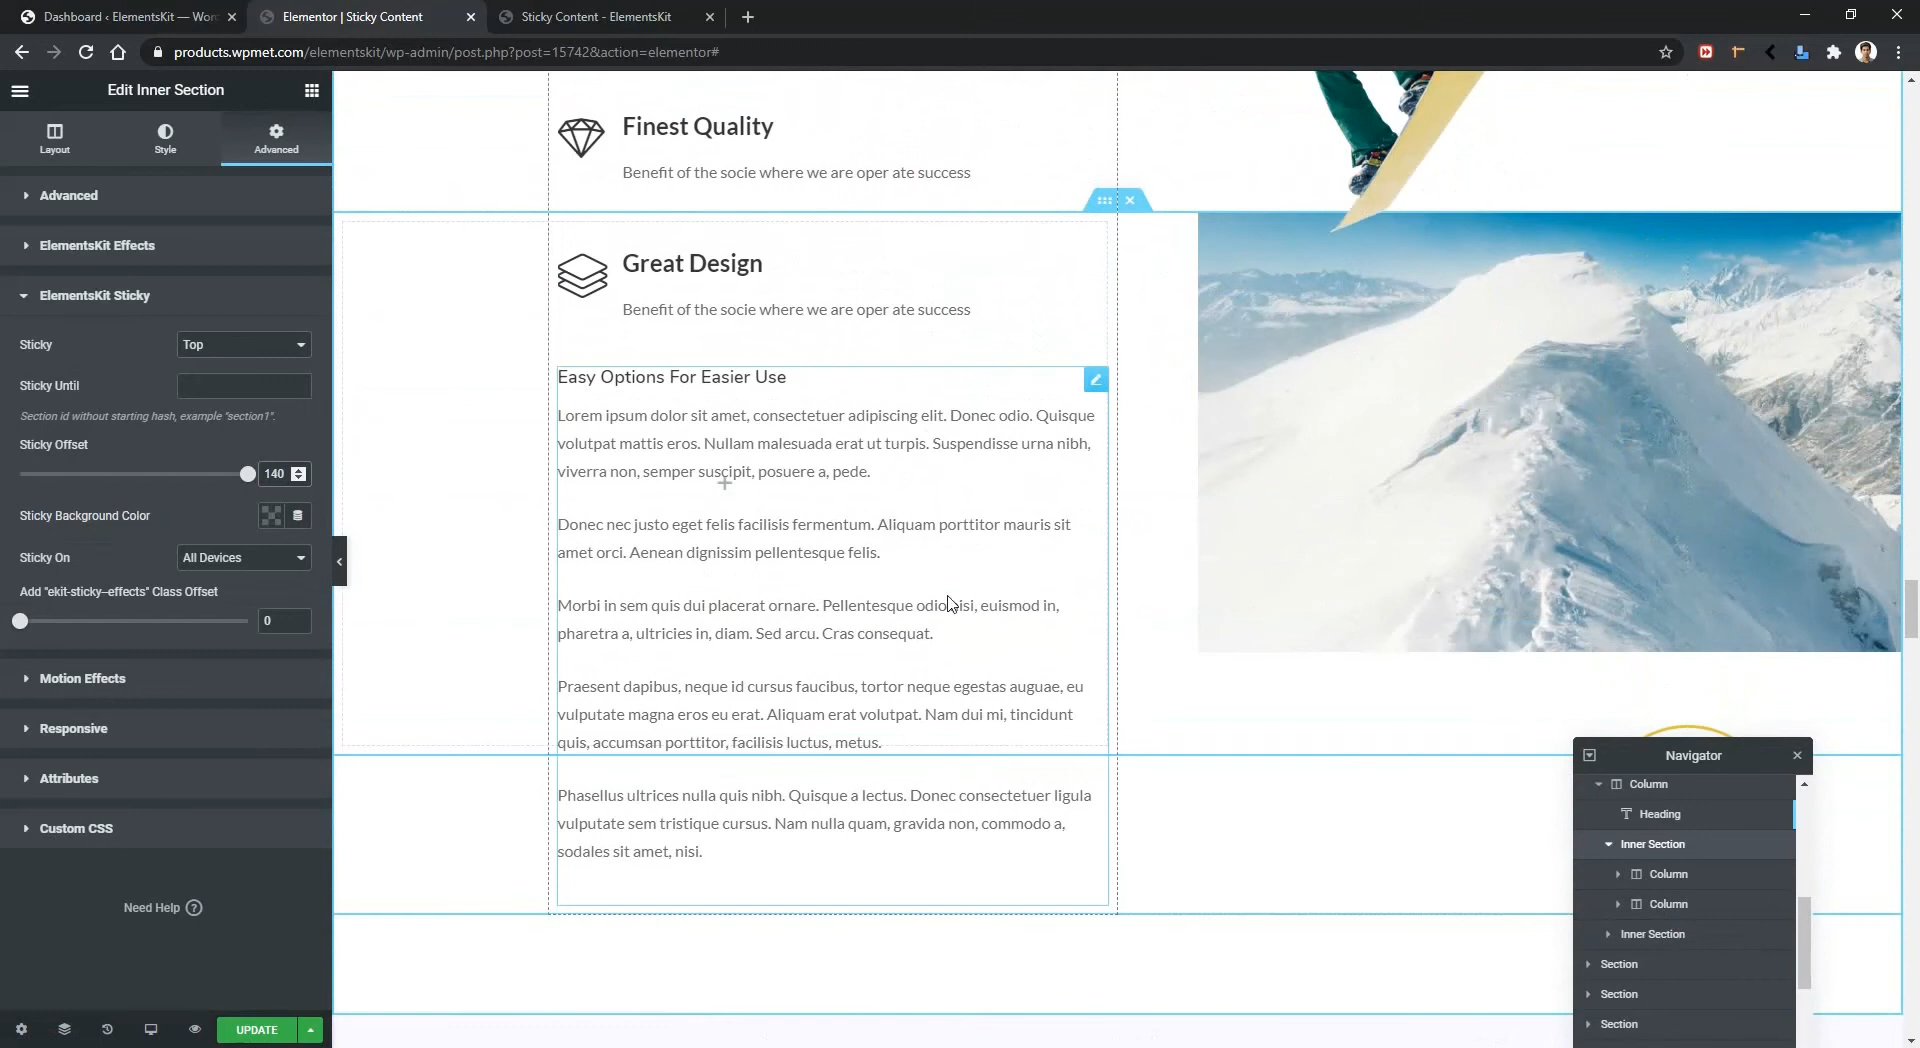 Dashboard ‹ ElementsKit — Wor
Elementor | Sticky Content
Sticky Content - ElementsKit
products.wpmet.com/elementskit/wp-admin/post.php?post=15742&action=elementor#
Edit Inner Section
Layout
Style
Advanced
Advanced
ElementsKit Effects
ElementsKit Sticky
Sticky
Top
Sticky Until
Section id without starting hash, example "section1".
Sticky Offset
140
Sticky Background Color
Sticky On
All Devices
Add "ekit-sticky--effects" Class Offset
0
Motion Effects
Responsive
Attributes
Custom CSS
Need Help ?
UPDATE
Finest Quality
Benefit of the socie where we are oper ate success
Great Design
Benefit of the socie where we are oper ate success
Easy Options For Easier Use
Lorem ipsum dolor sit amet, consectetuer adipiscing elit. Donec odio. Quisque
volutpat mattis eros. Nullam malesuada erat ut turpis. Suspendisse urna nibh,
viverra non, semper suscipit, posuere a, pede.
Donec nec justo eget felis facilisis fermentum. Aliquam porttitor mauris sit
amet orci. Aenean dignissim pellentesque felis.
Morbi in sem quis dui placerat ornare. Pellentesque odio nisi, euismod in,
pharetra a, ultricies in, diam. Sed arcu. Cras consequat.
Praesent dapibus, neque id cursus faucibus, tortor neque egestas auguae, eu
vulputate magna eros eu erat. Aliquam erat volutpat. Nam dui mi, tincidunt
quis, accumsan porttitor, facilisis luctus, metus.
Phasellus ultrices nulla quis nibh. Quisque a lectus. Donec consectetuer ligula
vulputate sem tristique cursus. Nam nulla quam, gravida non, commodo a,
sodales sit amet, nisi.
Navigator
Column
Heading
Inner Section
Column
Column
Inner Section
Section
Section
Section